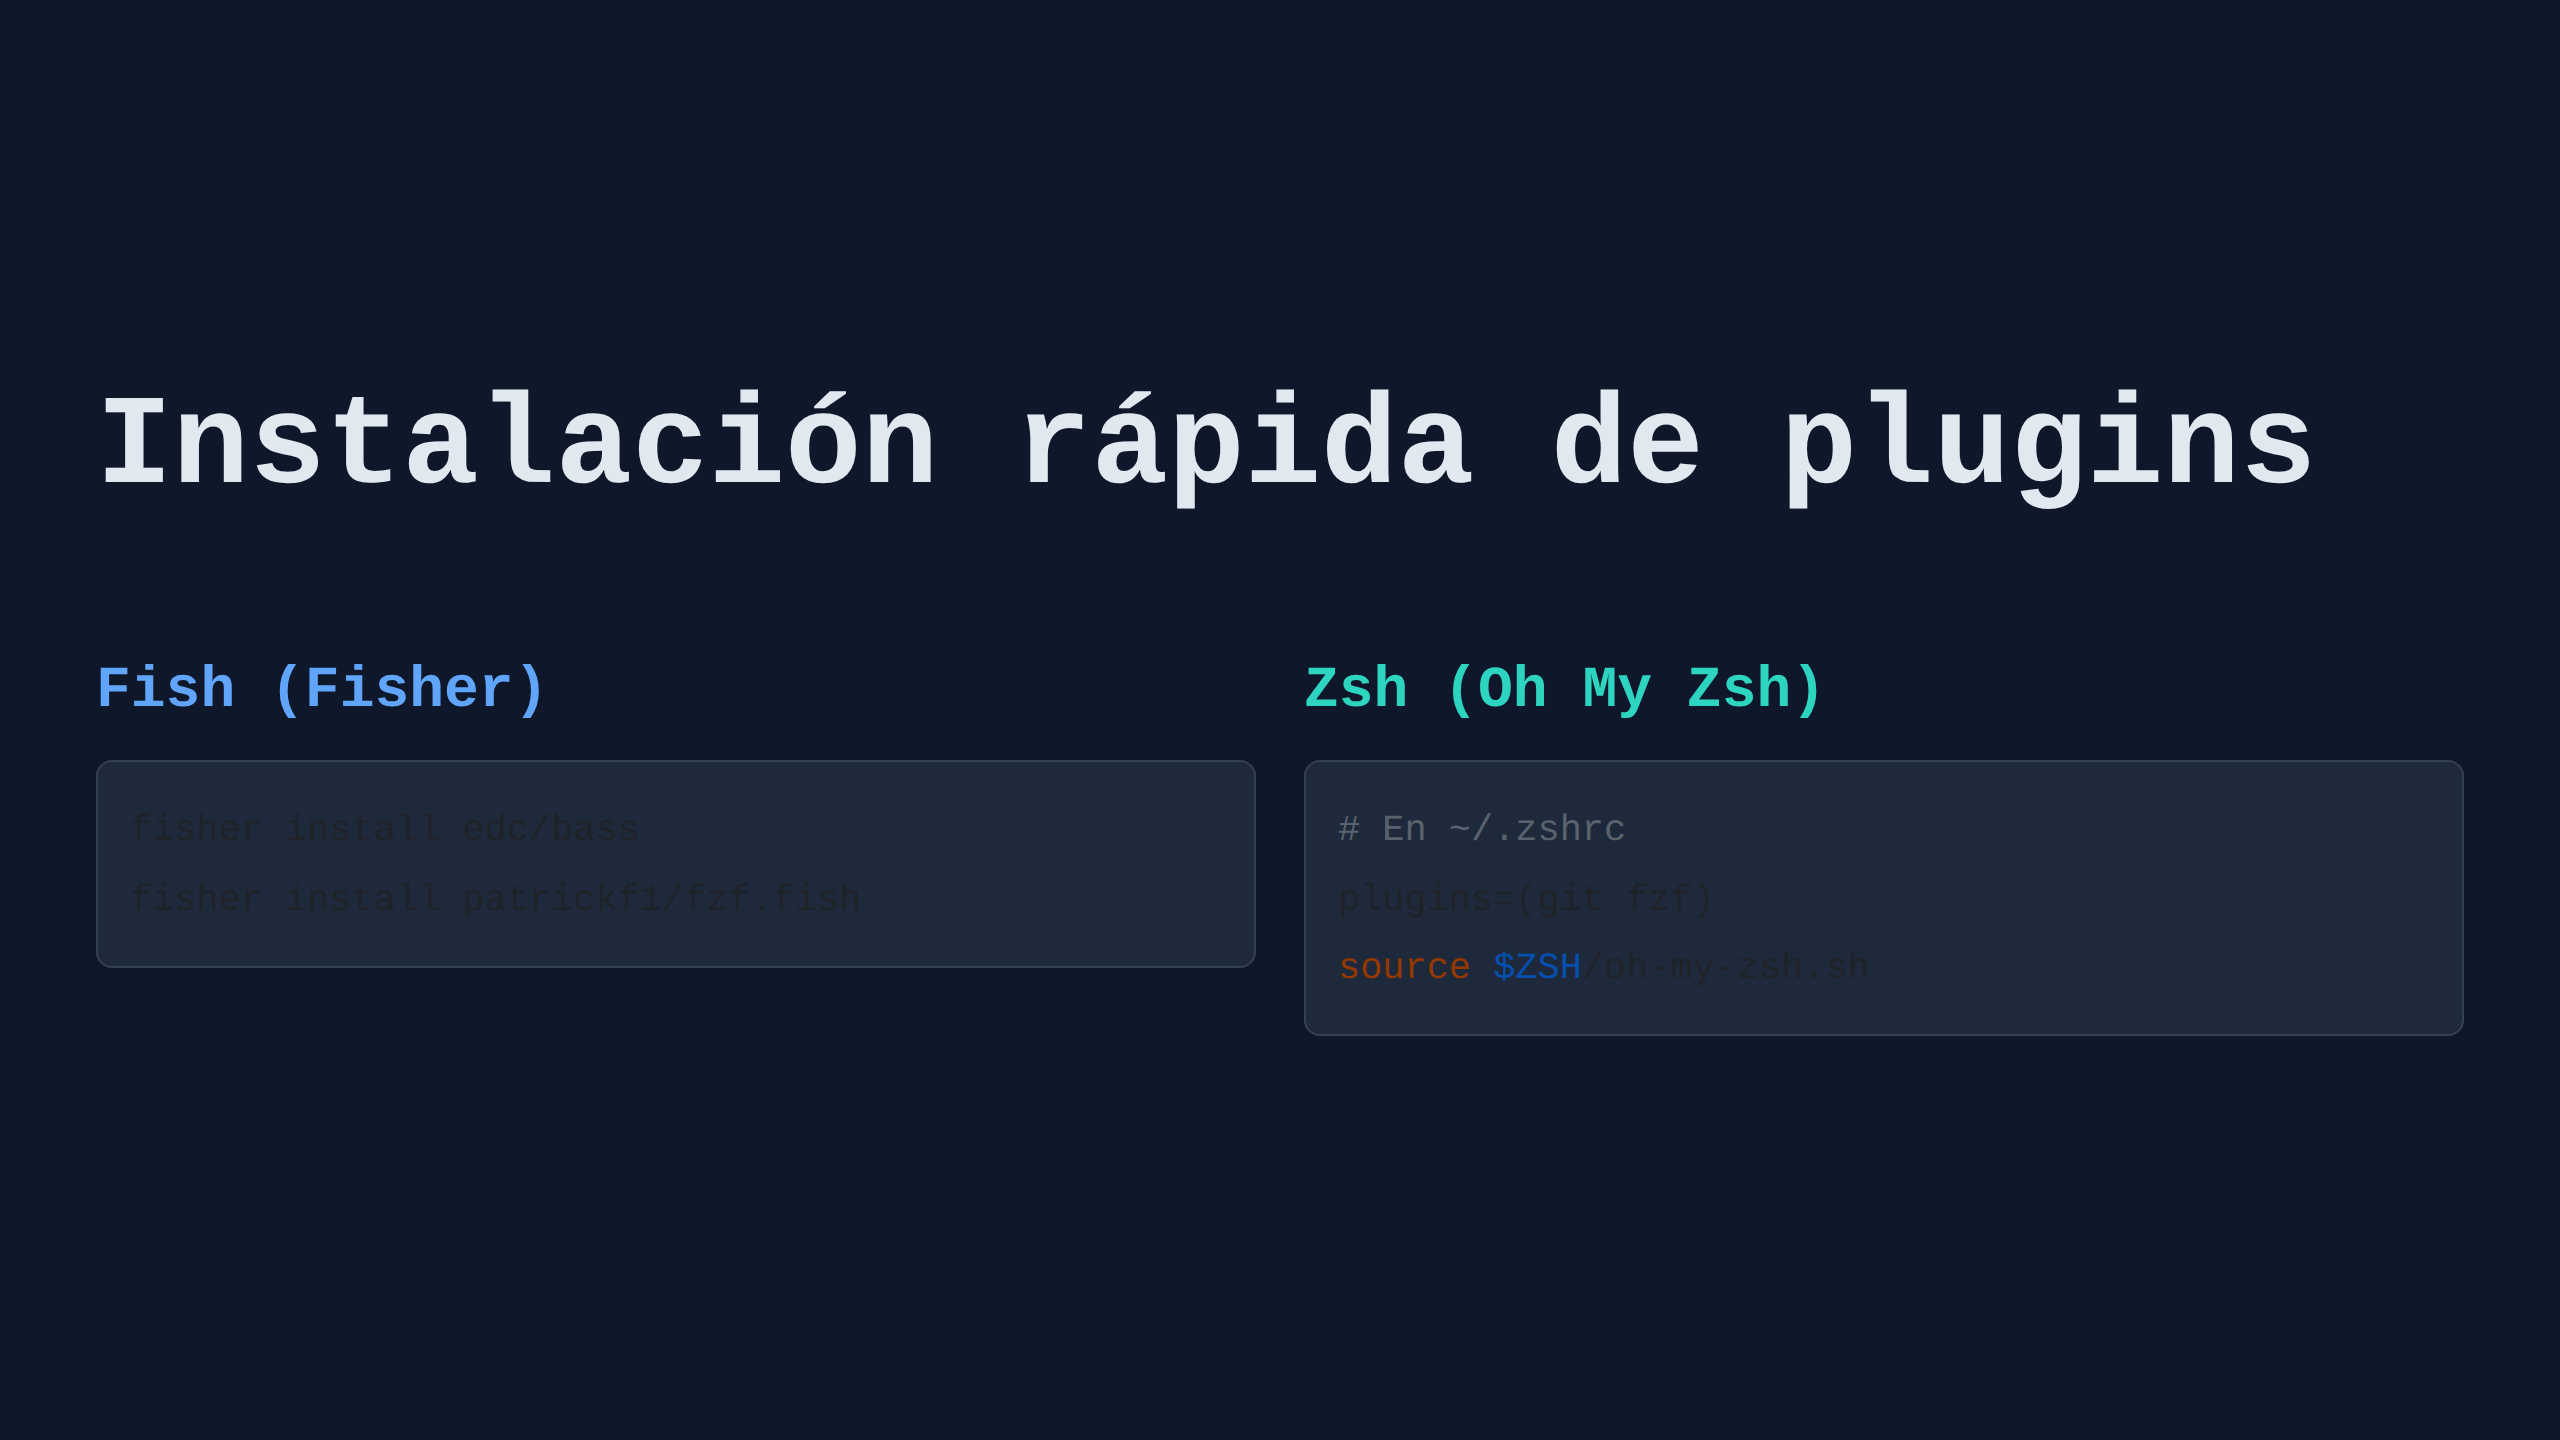 Instalación rápida de plugins
Fish (Fisher)
fisher install edc/bass
fisher install patrickf1/fzf.fish
Zsh (Oh My Zsh)
# En ~/.zshrc
plugins=(git fzf)
source $ZSH/oh-my-zsh.sh